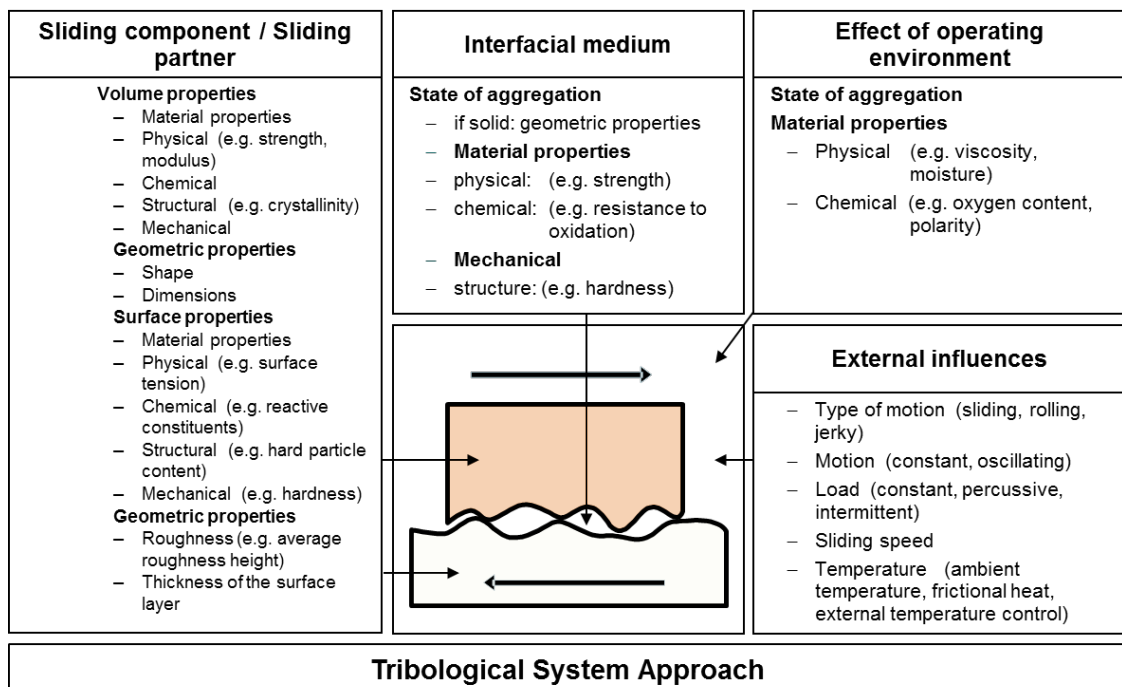 Sliding component / Sliding
partner
Volume properties
– Material properties
– Physical (e.g. strength,
modulus)
– Chemical
– Structural (e.g. crystallinity)
– Mechanical
Geometric properties
– Shape
– Dimensions
Surface properties
– Material properties
– Physical (e.g. surface
tension)
– Chemical (e.g. reactive
constituents)
– Structural (e.g. hard particle
content)
– Mechanical (e.g. hardness)
Geometric properties
– Roughness (e.g. average
roughness height)
– Thickness of the surface
layer
Interfacial medium
State of aggregation
– if solid: geometric properties
– Material properties
– physical: (e.g. strength)
– chemical: (e.g. resistance to
oxidation)
– Mechanical
– structure: (e.g. hardness)
Effect of operating
environment
State of aggregation
Material properties
– Physical (e.g. viscosity,
moisture)
– Chemical (e.g. oxygen content,
polarity)
External influences
– Type of motion (sliding, rolling,
jerky)
– Motion (constant, oscillating)
– Load (constant, percussive,
intermittent)
– Sliding speed
– Temperature (ambient
temperature, frictional heat,
external temperature control)
Tribological System Approach